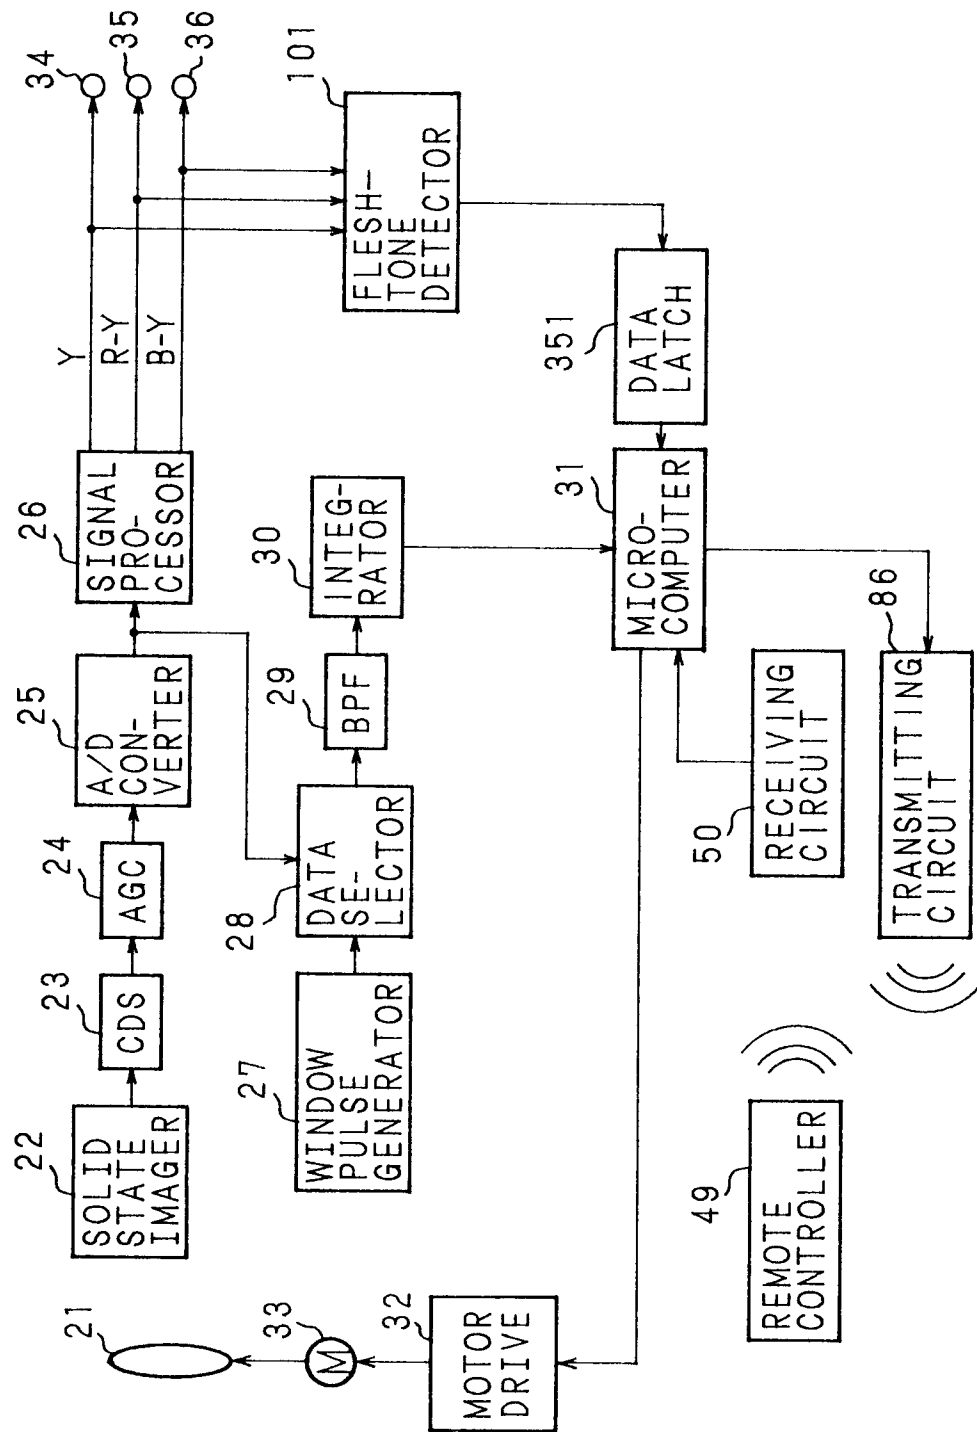 34
35
36
Y
R-Y
B-Y
26
SIGNAL
PRO-
CESSOR
25
A/D
CON-
VERTER
24
AGC
23
CDS
22
SOLID
STATE
IMAGER
101
FLESH-
TONE
DETECTOR
30
INTEG-
RATOR
29
BPF
28
DATA
SE-
LECTOR
27
WINDOW
PULSE
GENERATOR
21
33
M
32
MOTOR
DRIVE
351
DATA
LATCH
31
MICRO-
COMPUTER
50
RECEIVING
CIRCUIT
86
TRANSMITTING
CIRCUIT
49
REMOTE
CONTROLLER